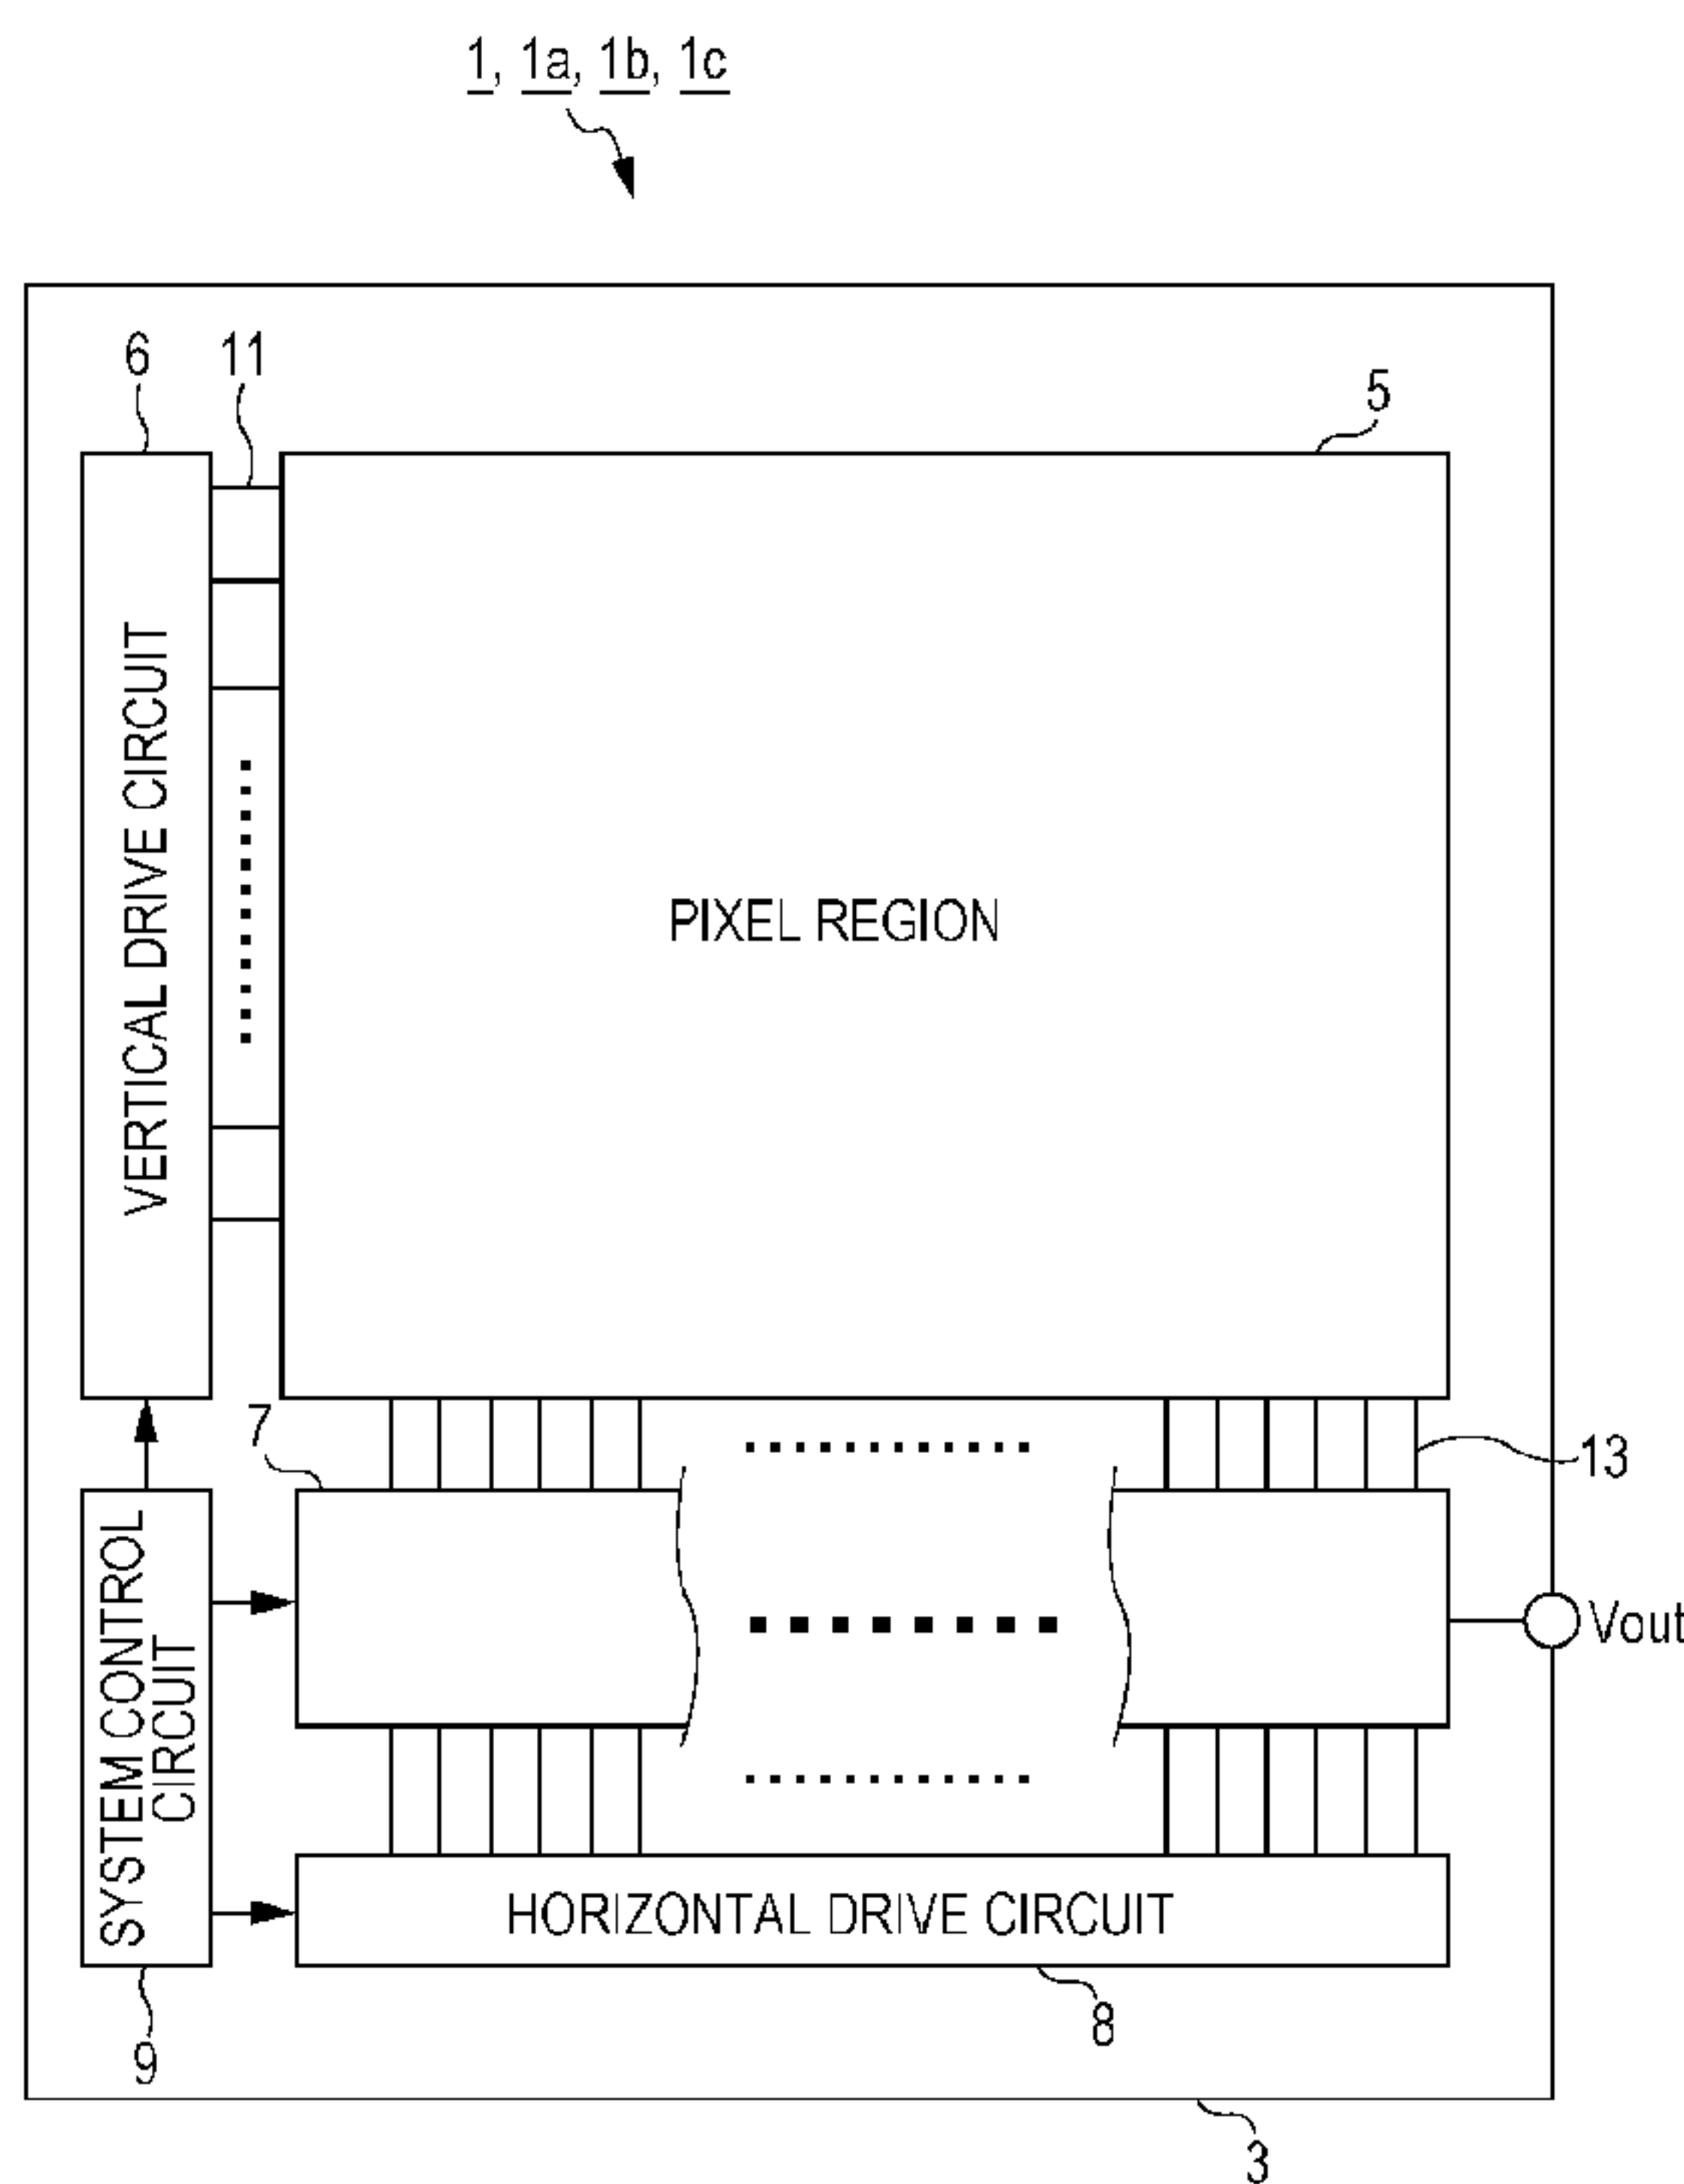 1, 1a, 1b, 1c
6
11
5
VERTICAL DRIVE CIRCUIT
PIXEL REGION
7
13
SYSTEM CONTROL
CIRCUIT
Vout
HORIZONTAL DRIVE CIRCUIT
8
9
3